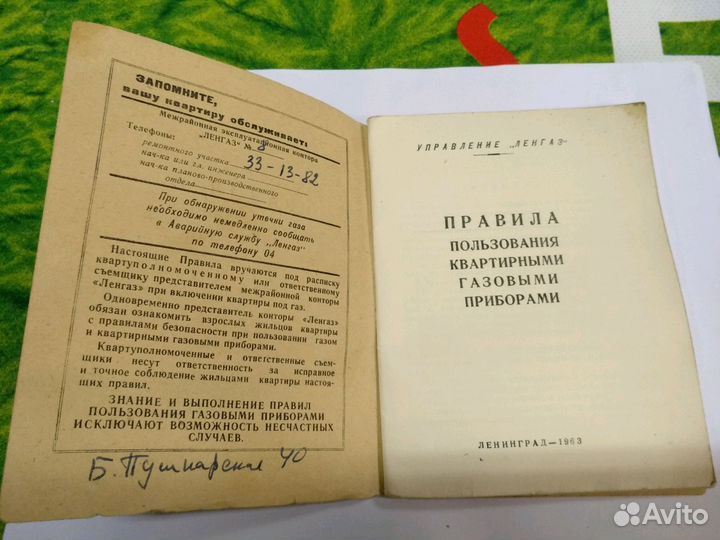 ЗАПОМНИТЕ,
вашу квартиру обслуживает:
Межрайонная эксплуатационная контора
„ЛЕНГАЗ" № 8
Телефоны:
ремонтного участка 33-13-82
нач-ка или гл. инженера
нач-ка планово-производственного
отдела
При обнаружении утечки газа
необходимо немедленно сообщать
в Аварийную службу „Ленгаз"
по телефону 04
Настоящие Правила вручаются под расписку
квартуполномоченному или ответственному
съемщику представителем межрайонной конторы
«Ленгаз» при включении квартиры под газ.
Одновременно представитель конторы «Ленгаз»
обязан ознакомить взрослых жильцов квартиры
с правилами безопасности при пользовании газом
и квартирными газовыми приборами.
Квартуполномоченные и ответственные съем-
щики несут ответственность за исправное
и точное соблюдение жильцами квартиры настоя-
щих правил.
ЗНАНИЕ И ВЫПОЛНЕНИЕ ПРАВИЛ
ПОЛЬЗОВАНИЯ ГАЗОВЫМИ ПРИБОРАМИ
ИСКЛЮЧАЮТ ВОЗМОЖНОСТЬ НЕСЧАСТНЫХ
СЛУЧАЕВ.
Б. Пушкарская 40
УПРАВЛЕНИЕ „ЛЕНГАЗ"
ПРАВИЛА
ПОЛЬЗОВАНИЯ
КВАРТИРНЫМИ
ГАЗОВЫМИ
ПРИБОРАМИ
ЛЕНИНГРАД—1963
Avito